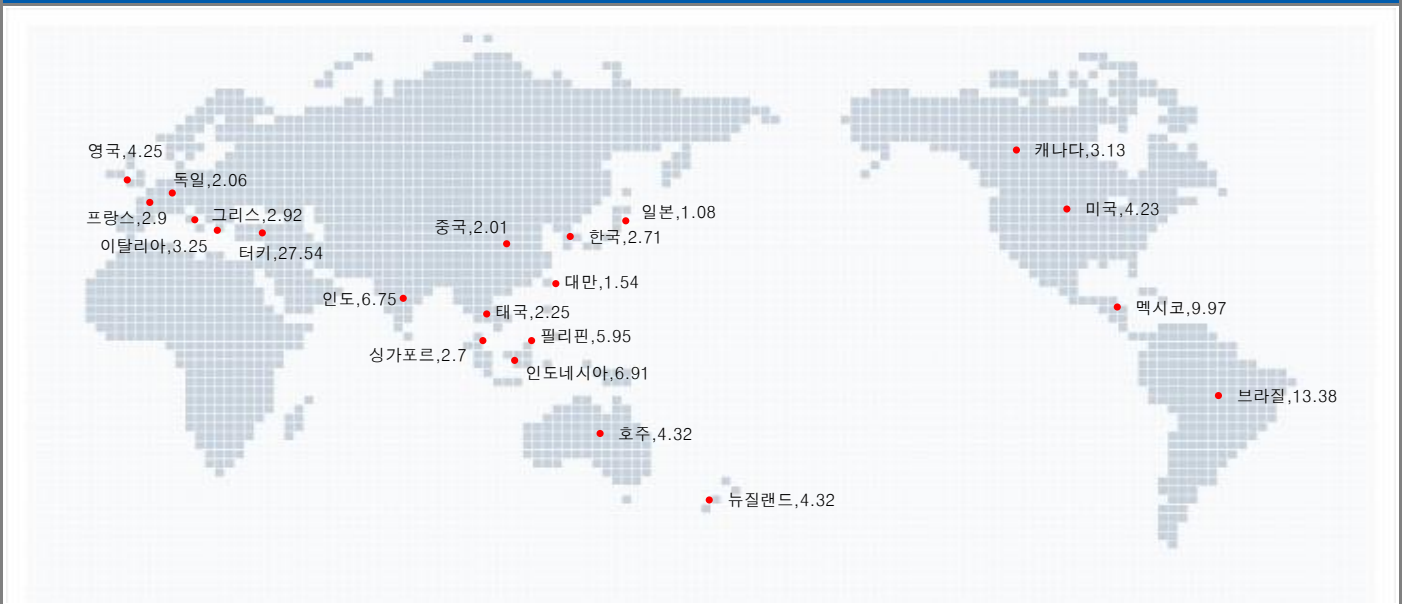 영국,4.25
캐나다,3.13
독일,2.06
미국,4.23
일본,1.08
프랑스,2.9
그리스,2.92
중국,2.01
한국,2.71
이탈리아,3.25
터키,27.54
대만,1.54
인도,6.75
태국,2.25
멕시코,9.97
필리핀,5.95
싱가포르,2.7
인도네시아,6.91
브라질,13.38
호주,4.32
뉴질랜드,4.32